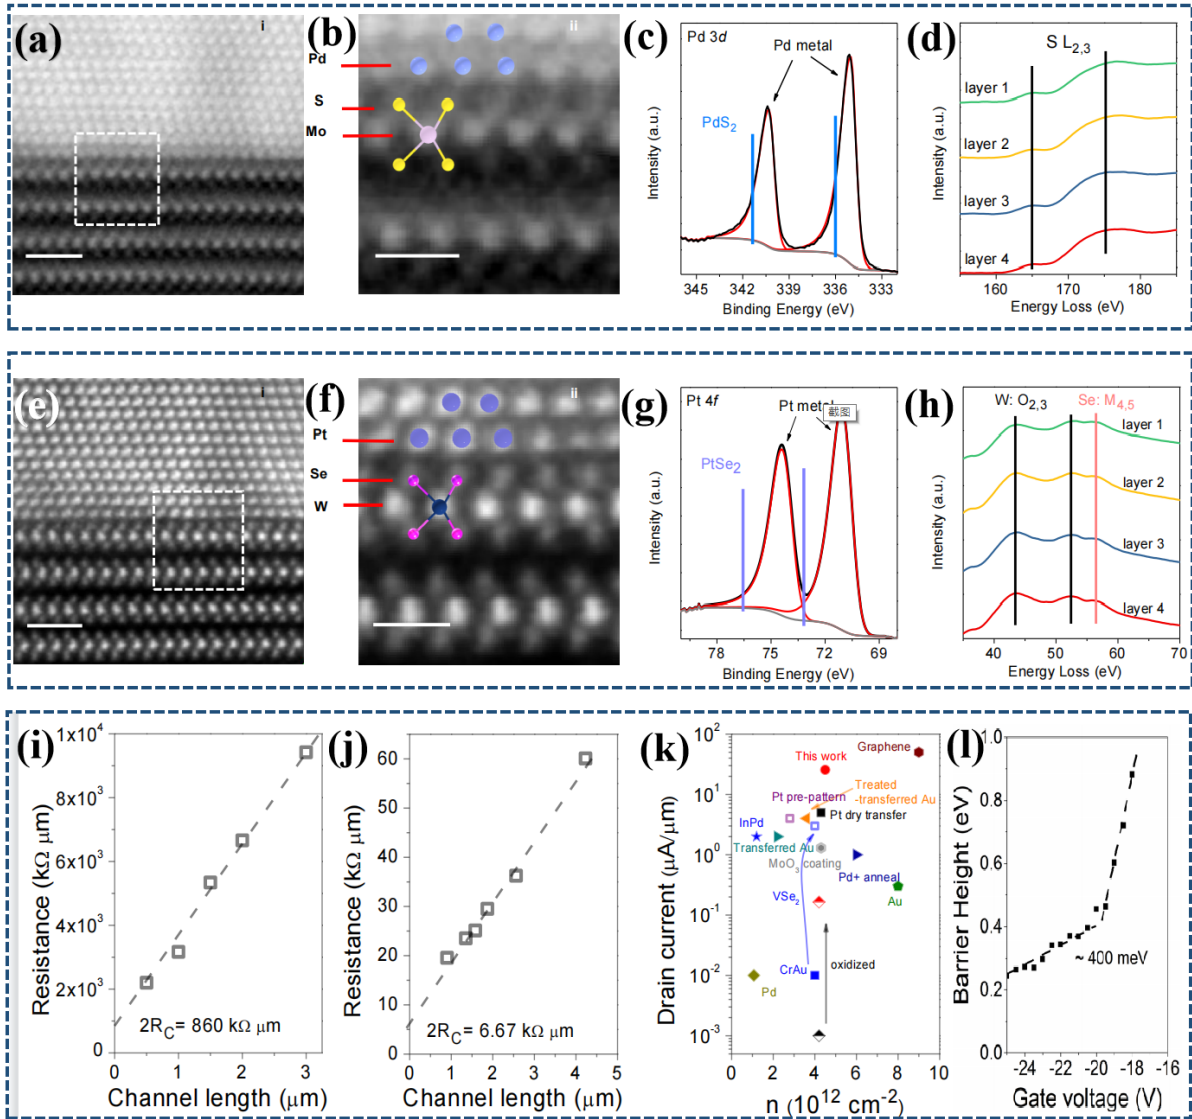 (a)
i
(b)
ii
Pd
S
Mo
(c)
Pd 3d
Pd metal
PdS2
Intensity (a.u.)
345 342 339 336 333
Binding Energy (eV)
(d)
S L2,3
layer 1
layer 2
layer 3
layer 4
Intensity (a.u.)
160 170 180
Energy Loss (eV)
(e)
i
(f)
ii
Pt
Se
W
(g)
Pt 4f
Pt metal
截图
PtSe2
Intensity (a.u.)
78 75 72 69
Binding Energy (eV)
(h)
W: O2,3
Se: M4,5
layer 1
layer 2
layer 3
layer 4
Intensity (a.u.)
40 50 60 70
Energy Loss (eV)
(i)
1x10^4
8x10^3
6x10^3
4x10^3
2x10^3
0
Resistance (kΩ μm)
2RC= 860 kΩ μm
0 1 2 3
Channel length (μm)
(j)
60
50
40
30
20
10
0
Resistance (kΩ μm)
2RC= 6.67 kΩ μm
0 1 2 3 4 5
Channel length (μm)
(k)
10^2
10^1
10^0
10^-1
10^-2
10^-3
Drain current (μA/μm)
Graphene
This work
Treated
-transferred Au
Pt pre-pattern
Pt dry transfer
InPd
Transferred Au
MoO3 coating
Pd+ anneal
VSe2
Au
CrAu
oxidized
Pd
0 2 4 6 8 10
n (10^12 cm^-2)
(l)
1.0
0.8
0.6
0.4
0.2
0.0
Barrier Height (eV)
~ 400 meV
-24 -22 -20 -18 -16
Gate voltage (V)